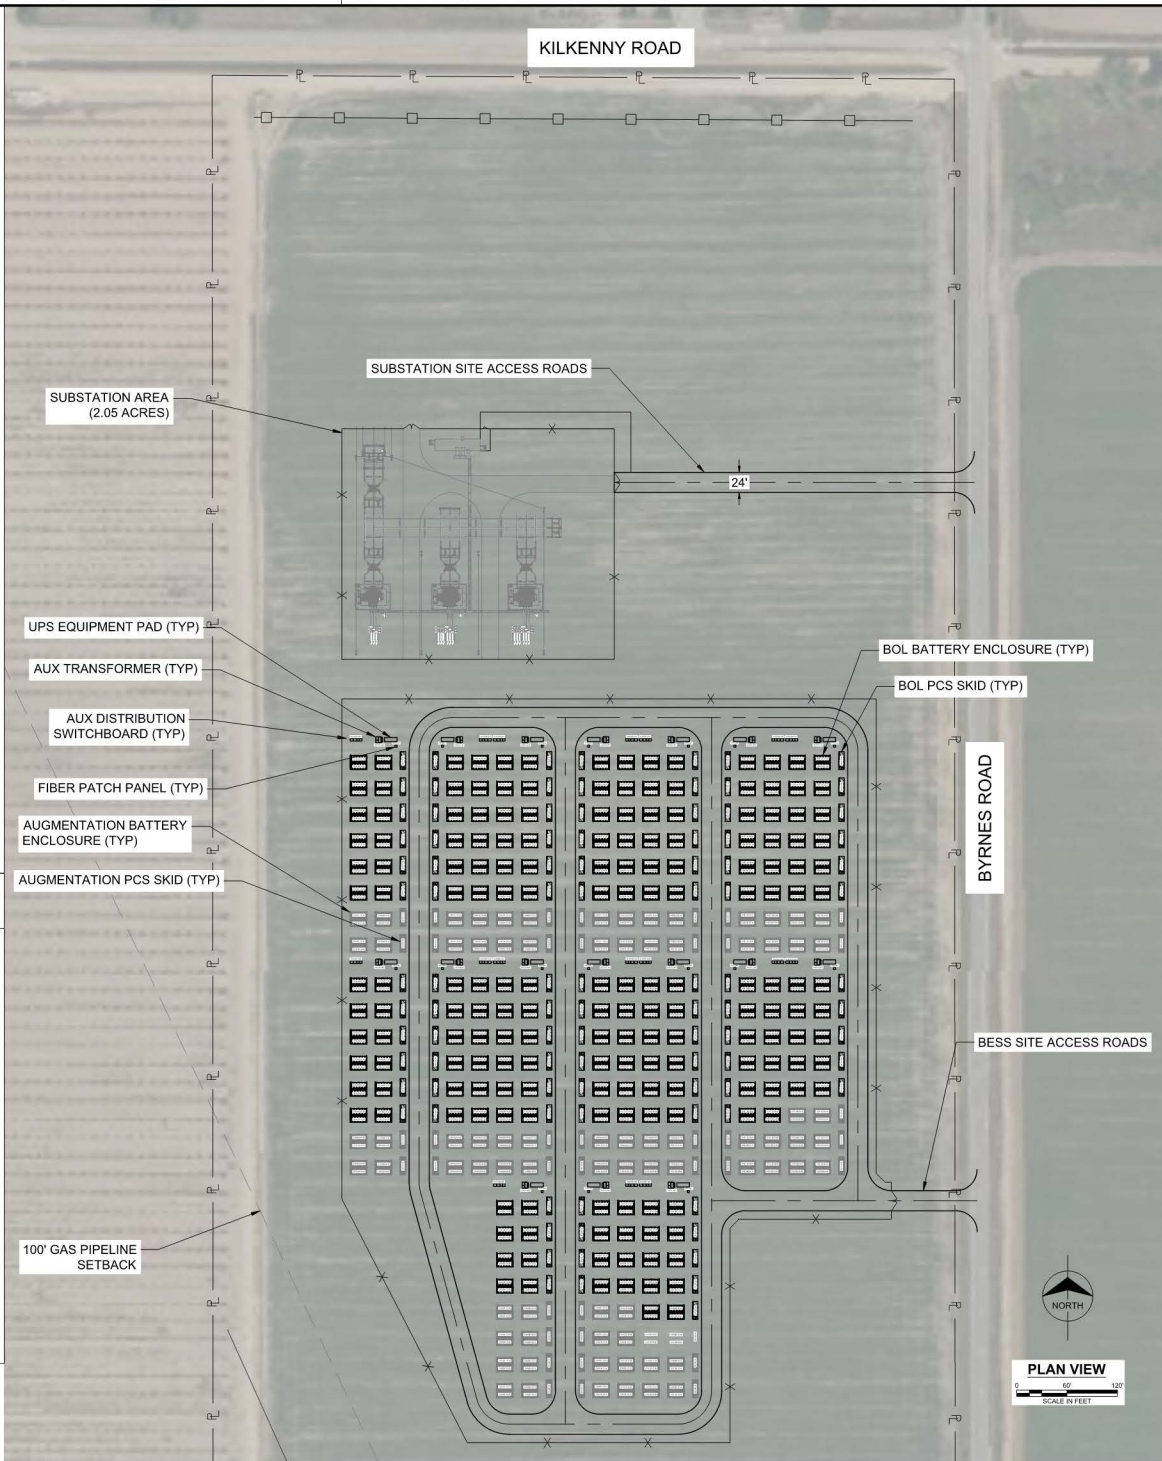 KILKENNY ROAD
SUBSTATION SITE ACCESS ROADS
SUBSTATION AREA
(2.05 ACRES)
24'
UPS EQUIPMENT PAD (TYP)
BOL BATTERY ENCLOSURE (TYP)
AUX TRANSFORMER (TYP)
BOL PCS SKID (TYP)
AUX DISTRIBUTION
SWITCHBOARD (TYP)
FIBER PATCH PANEL (TYP)
BYRNES ROAD
AUGMENTATION BATTERY
ENCLOSURE (TYP)
AUGMENTATION PCS SKID (TYP)
BESS SITE ACCESS ROADS
100' GAS PIPELINE
SETBACK
NORTH
PLAN VIEW
0 60' 120'
SCALE IN FEET